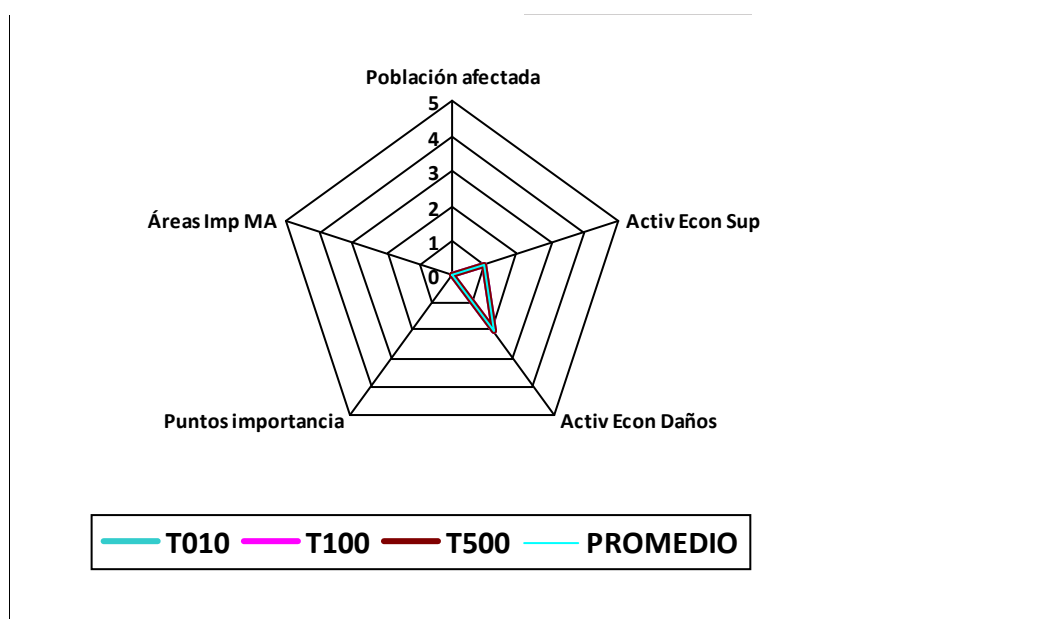 Población afectada
5
4
3
2
1
0
Áreas Imp MA
Activ Econ Sup
Puntos importancia
Activ Econ Daños
T010 T100 T500 PROMEDIO